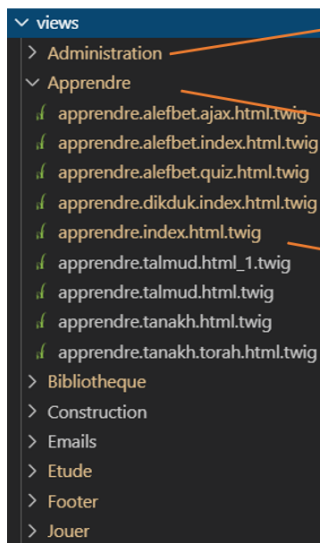 views
Administration
Apprendre
apprendre.alefbet.ajax.html.twig
apprendre.alefbet.index.html.twig
apprendre.alefbet.quiz.html.twig
apprendre.dikduk.index.html.twig
apprendre.index.html.twig
apprendre.talmud.html_1.twig
apprendre.talmud.html.twig
apprendre.tanakh.html.twig
apprendre.tanakh.torah.html.twig
Bibliotheque
Construction
Emails
Etude
Footer
Jouer